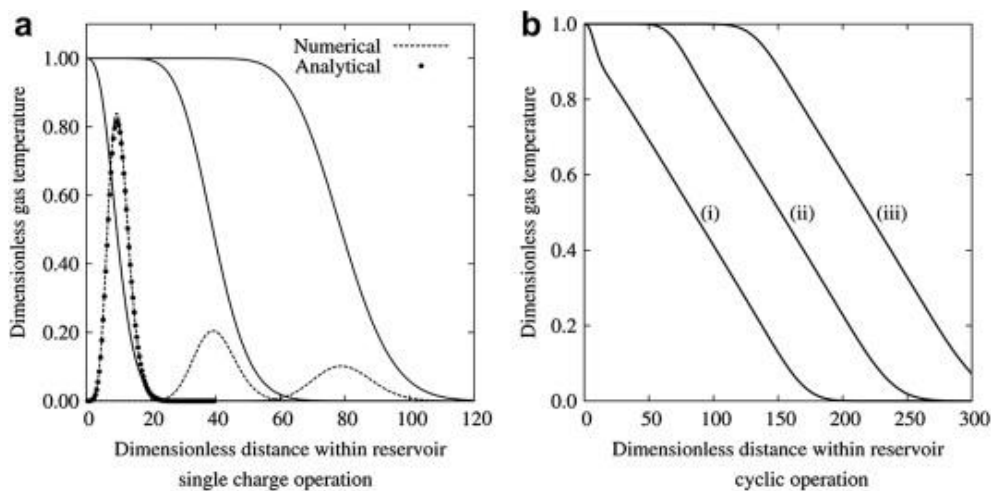 a
Dimensionless gas temperature
1.00
0.80
0.60
0.40
0.20
0.00
Numerical
Analytical
0 20 40 60 80 100 120
Dimensionless distance within reservoir
single charge operation
b
Dimensionless gas temperature
1.0
0.8
0.6
0.4
0.2
0.0
(i)
(ii)
(iii)
0 50 100 150 200 250 300
Dimensionless distance within reservoir
cyclic operation